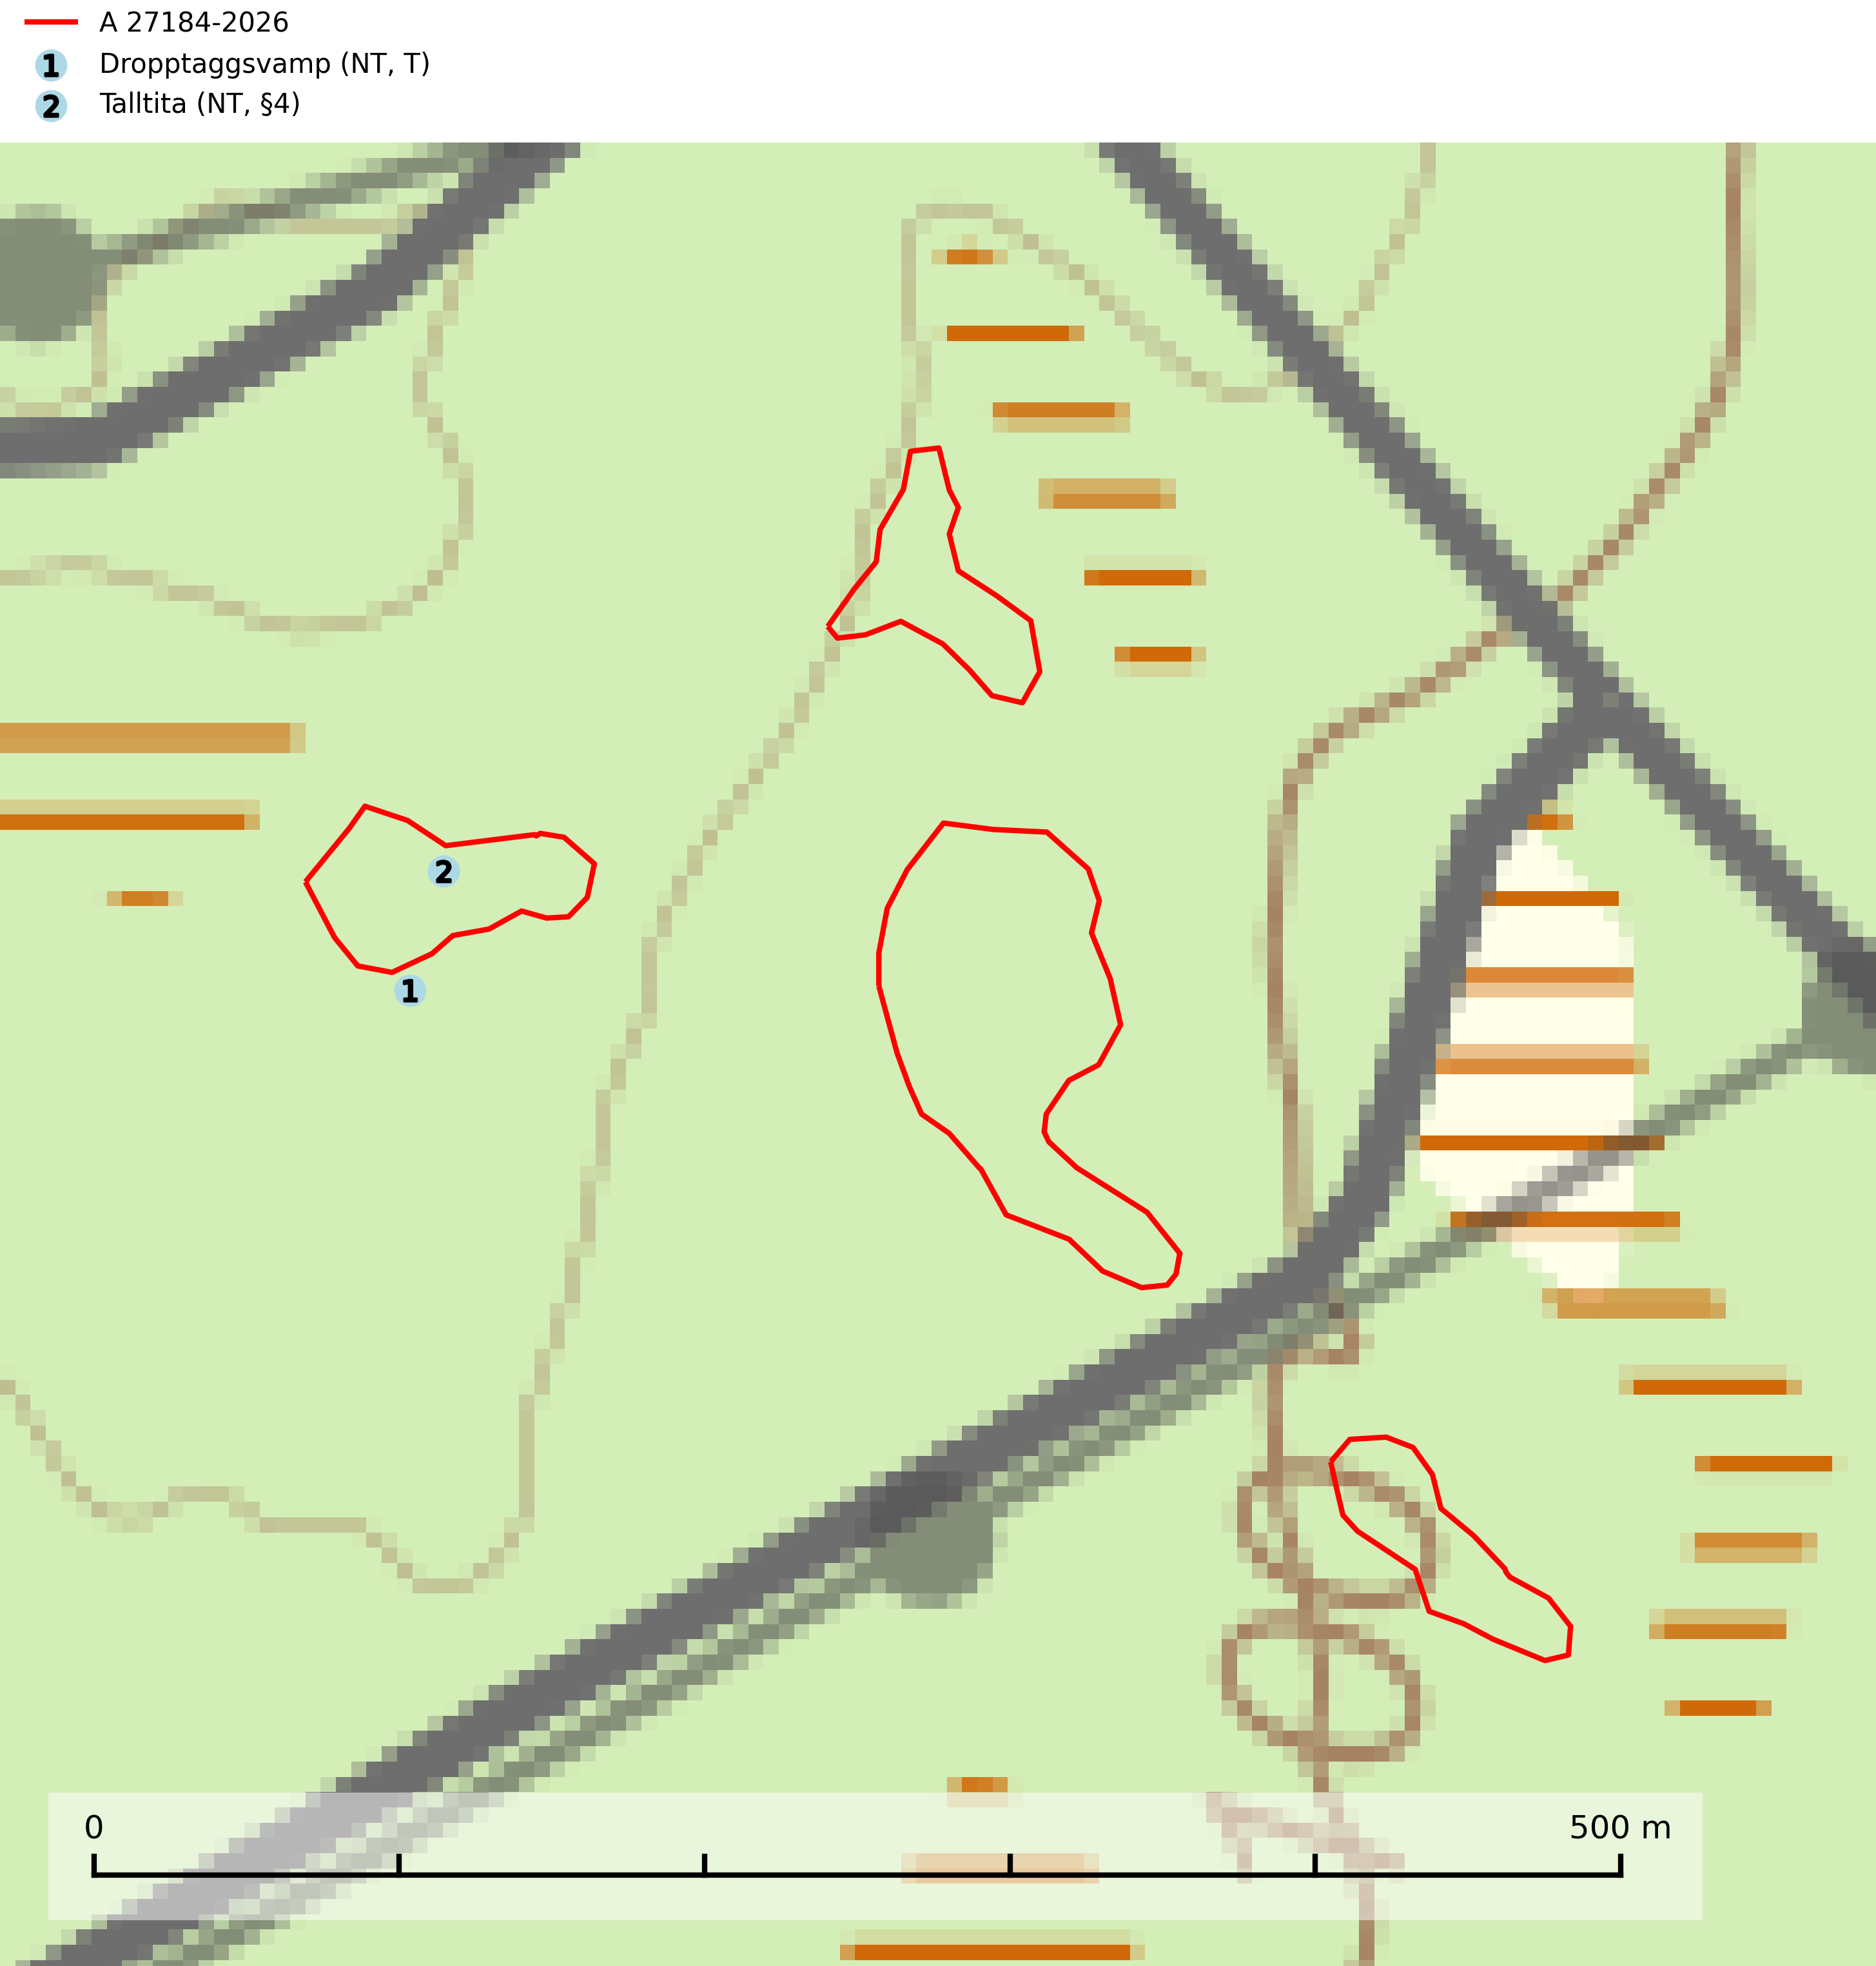 A 27184-2026
1 Dropptaggsvamp (NT, T)
2 Talltita (NT, §4)
2
1
0 500 m